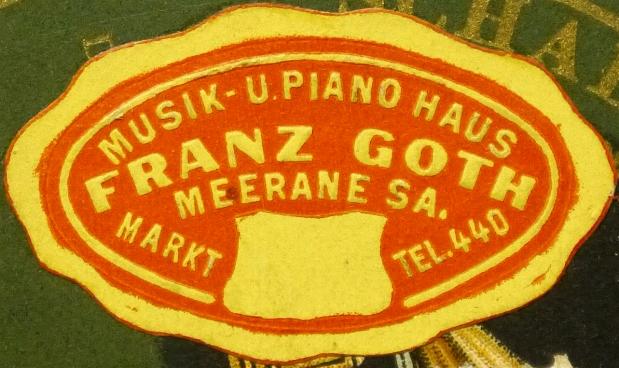 MUSIK- U. PIANO HAUS
FRANZ GOTH
MEERANE SA.
MARKT
TEL. 440